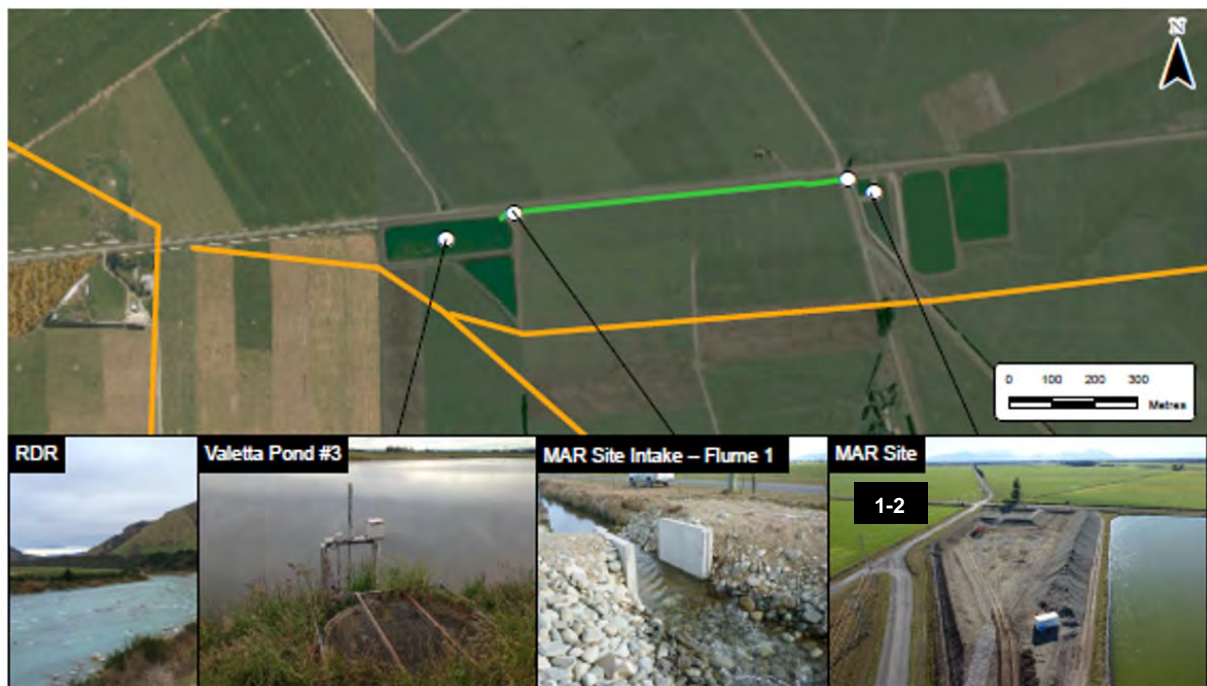 N
0 100 200 300
Metres
RDR
Valetta Pond #3
MAR Site Intake – Flume 1
MAR Site
1-2